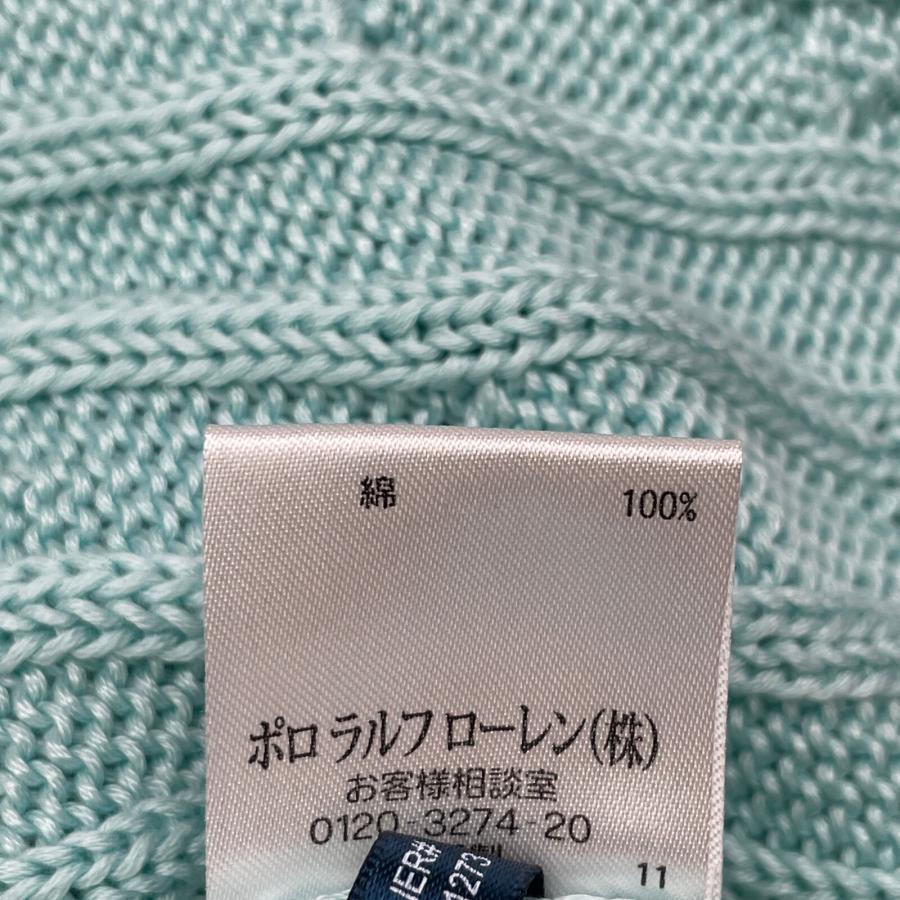 綿 100%
ポロ ラルフ ローレン(株)
お客様相談室
0120-3274-20
製
11